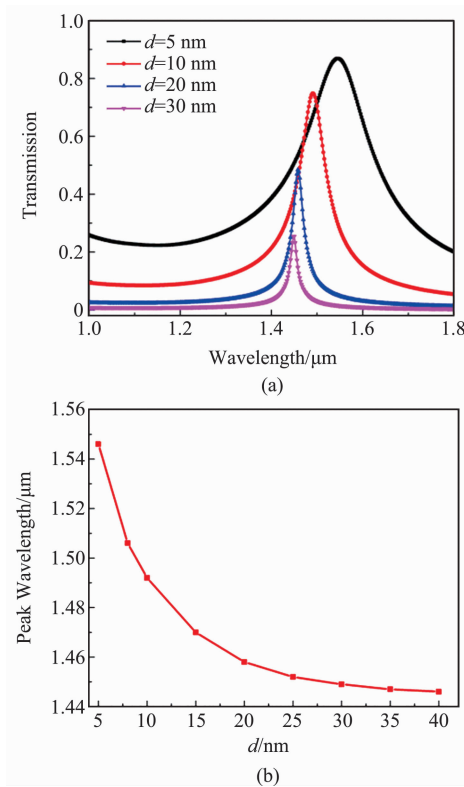 1.0
0.8
0.6
0.4
0.2
0
Transmission
d=5 nm
d=10 nm
d=20 nm
d=30 nm
1.0 1.2 1.4 1.6 1.8
Wavelength/μm
(a)
1.56
1.54
1.52
1.50
1.48
1.46
1.44
Peak Wavelength/μm
5 10 15 20 25 30 35 40
d/nm
(b)